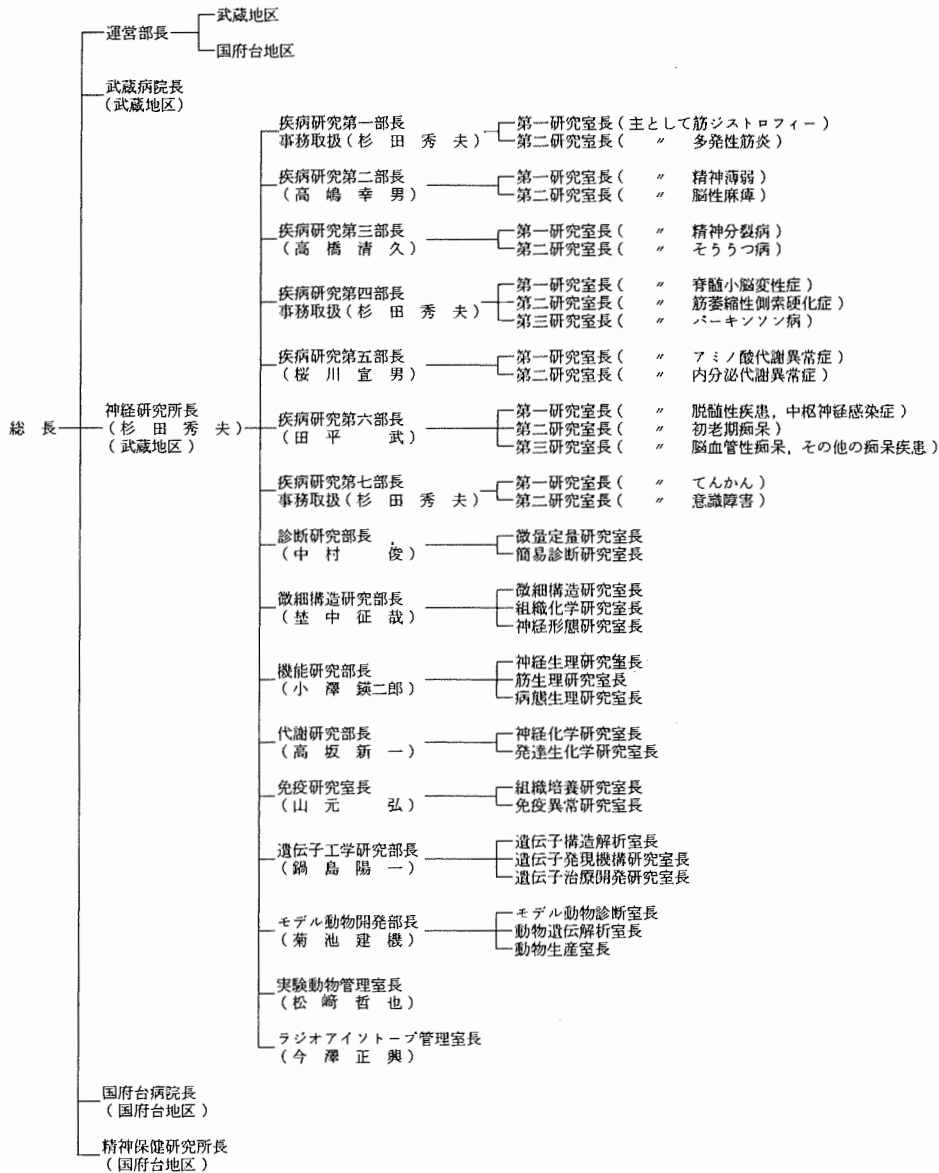 武蔵地区
運営部長
国府台地区
武蔵病院長
(武蔵地区)
疾病研究第一部長 第一研究室長(主として筋ジストロフィー)
事務取扱(杉田秀夫) 第二研究室長( 〃 多発性筋炎)
疾病研究第二部長 第一研究室長( 〃 精神薄弱)
(高嶋幸男) 第二研究室長( 〃 脳性麻痺)
疾病研究第三部長 第一研究室長( 〃 精神分裂病)
(高橋清久) 第二研究室長( 〃 そううつ病)
第一研究室長( 〃 脊髄小脳変性症)
疾病研究第四部長
事務取扱(杉田秀夫) 第二研究室長( 〃 筋萎縮性側索硬化症)
第三研究室長( 〃 パーキンソン病)
疾病研究第五部長 第一研究室長( 〃 アミノ酸代謝異常症)
(桜川宣男) 第二研究室長( 〃 内分泌代謝異常症)
総長
神経研究所長
(杉田秀夫)
(武蔵地区)
疾病研究第六部長 第一研究室長( 〃 脱髄性疾患,中枢神経感染症)
(田平武) 第二研究室長( 〃 初老期痴呆)
第三研究室長( 〃 脳血管性痴呆,その他の痴呆疾患)
疾病研究第七部長 第一研究室長( 〃 てんかん)
事務取扱(杉田秀夫) 第二研究室長( 〃 意識障害)
診断研究部長 微量定量研究室長
(中村俊) 簡易診断研究室長
微細構造研究室長
微細構造研究部長 組織化学研究室長
(埜中征哉) 神経形態研究室長
神経生理研究室長
機能研究部長 筋生理研究室長
(小澤鍈二郎) 病態生理研究室長
代謝研究部長 神経化学研究室長
(高坂新一) 発達生化学研究室長
免疫研究室長 組織培養研究室長
(山元弘) 免疫異常研究室長
遺伝子構造解析室長
遺伝子工学研究部長 遺伝子発現機構研究室長
(鍋島陽一) 遺伝子治療開発研究室長
モデル動物診断室長
モデル動物開発部長 動物遺伝解析室長
(菊池建機) 動物生産室長
実験動物管理室長
(松﨑哲也)
ラジオアイソトープ管理室長
(今澤正興)
国府台病院長
(国府台地区)
精神保健研究所長
(国府台地区)